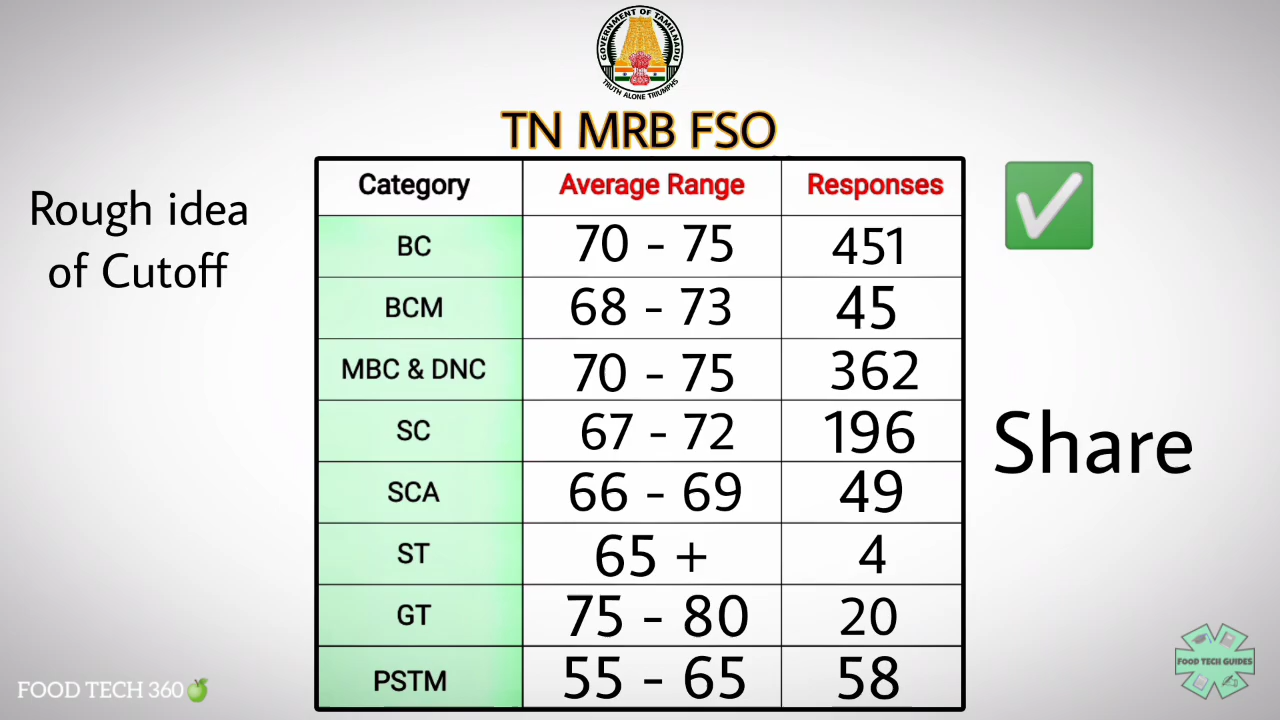 GOVERNMENT OF TAMILNADU
TRUTH ALONE TRIUMPHS
TN MRB FSO
Rough idea
of Cutoff
Category Average Range Responses
BC 70 - 75 451
BCM 68 - 73 45
MBC & DNC 70 - 75 362
SC 67 - 72 196
SCA 66 - 69 49
ST 65 + 4
GT 75 - 80 20
PSTM 55 - 65 58
Share
FOOD TECH 360
FOOD TECH GUIDES